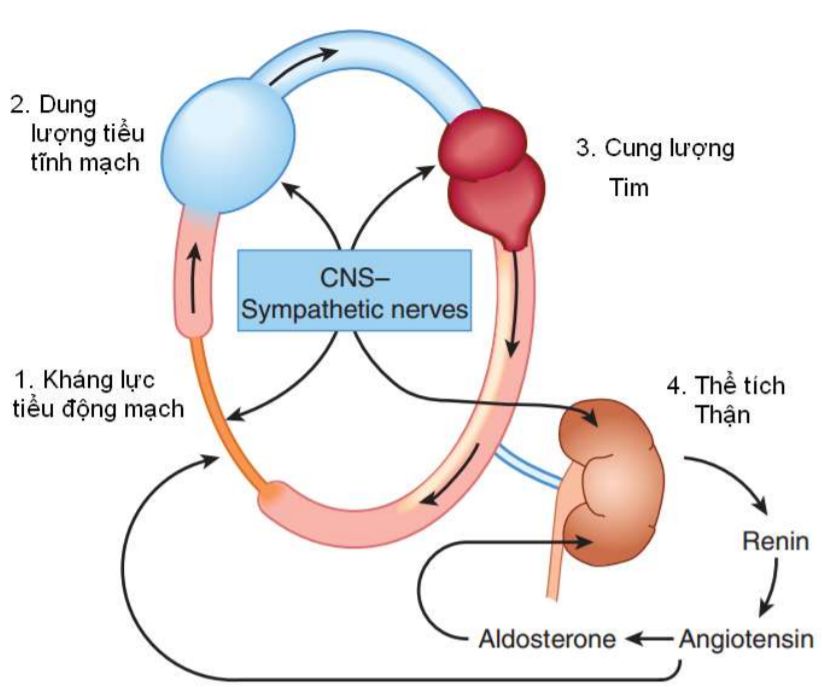 2. Dung
lượng tiểu
tĩnh mạch
3. Cung lượng
Tim
CNS–
Sympathetic nerves
1. Kháng lực
tiểu động mạch
4. Thể tích
Thận
Renin
Aldosterone
Angiotensin